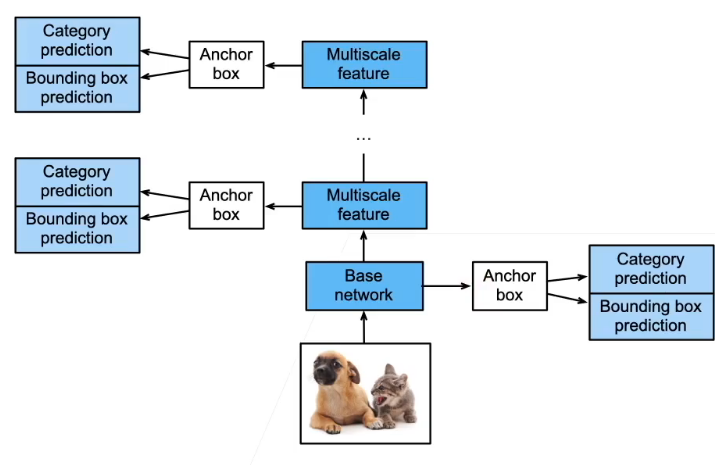 Category
prediction
Bounding box
prediction
Anchor
box
Multiscale
feature
...
Category
prediction
Bounding box
prediction
Anchor
box
Multiscale
feature
Base
network
Anchor
box
Category
prediction
Bounding box
prediction